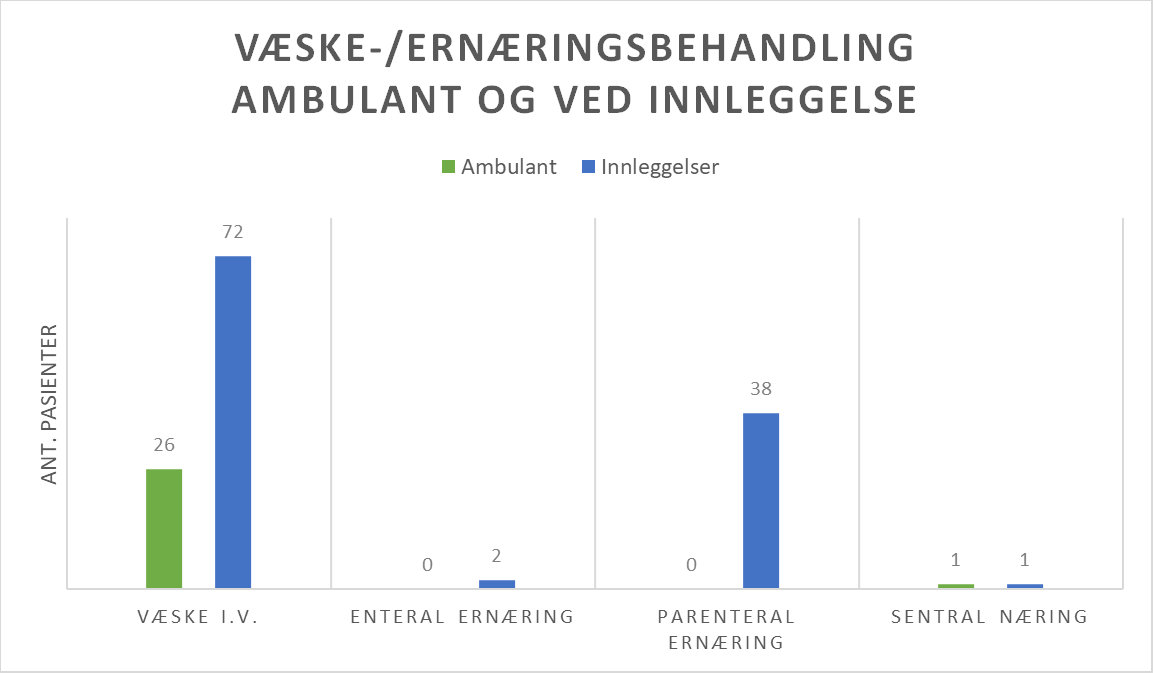 VÆSKE-/ERNÆRINGSBEHANDLING
AMBULANT OG VED INNLEGGELSE
Ambulant
Innleggelser
ANT. PASIENTER
26
72
0
2
0
38
1
1
VÆSKE I.V.
ENTERAL ERNÆRING
PARENTERAL
ERNÆRING
SENTRAL NÆRING